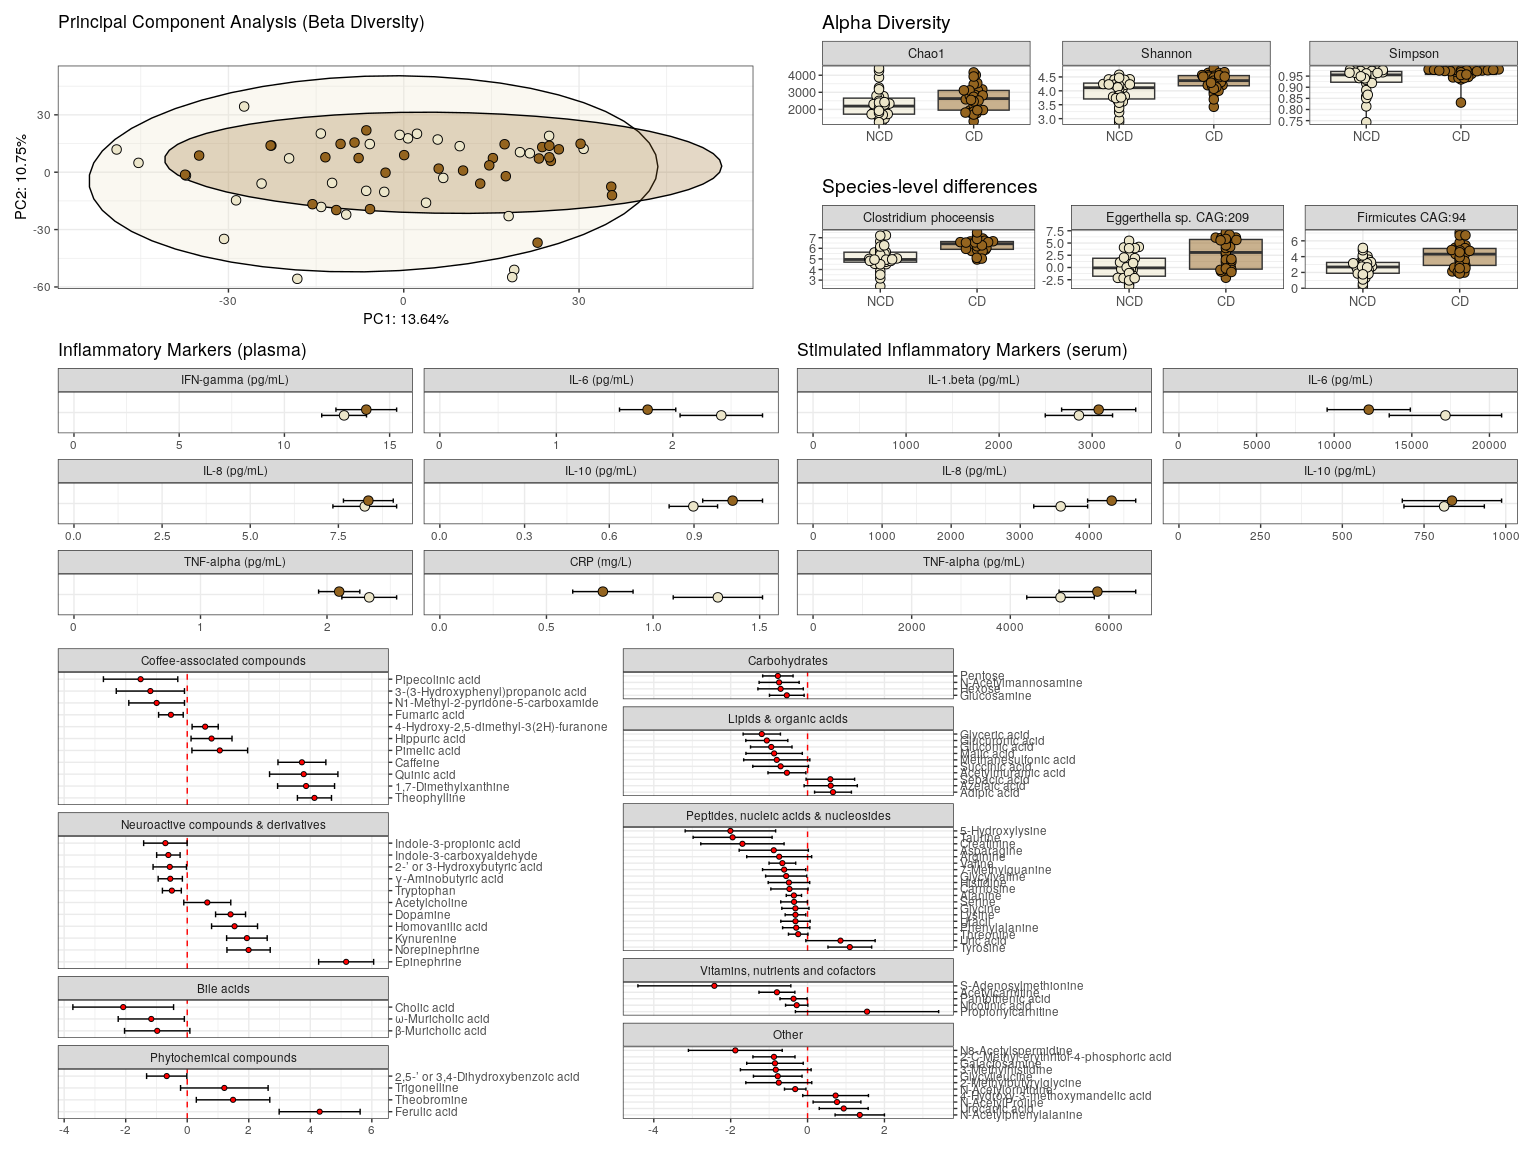 Principal Component Analysis (Beta Diversity)
PC2: 10.75%
30
0
-30
-60
-30
0
30
PC1: 13.64%
Alpha Diversity
Chao1
4000
3000
2000
NCD
CD
Shannon
4.5
4.0
3.5
3.0
NCD
CD
Simpson
0.95
0.90
0.85
0.80
0.75
NCD
CD
Species-level differences
Clostridium phoceensis
7
6
5
4
3
NCD
CD
Eggerthella sp. CAG:209
7.5
5.0
2.5
0.0
-2.5
NCD
CD
Firmicutes CAG:94
6
4
2
0
NCD
CD
Inflammatory Markers (plasma)
IFN-gamma (pg/mL)
0 5 10 15
IL-6 (pg/mL)
0 1 2
IL-8 (pg/mL)
0.0 2.5 5.0 7.5
IL-10 (pg/mL)
0.0 0.3 0.6 0.9
TNF-alpha (pg/mL)
0 1 2
CRP (mg/L)
0.0 0.5 1.0 1.5
Stimulated Inflammatory Markers (serum)
IL-1.beta (pg/mL)
0 1000 2000 3000
IL-6 (pg/mL)
0 5000 10000 15000 20000
IL-8 (pg/mL)
0 1000 2000 3000 4000
IL-10 (pg/mL)
0 250 500 750 1000
TNF-alpha (pg/mL)
0 2000 4000 6000
Coffee-associated compounds
Pipecolinic acid
3-(3-Hydroxyphenyl)propanoic acid
N1-Methyl-2-pyridone-5-carboxamide
Fumaric acid
4-Hydroxy-2,5-dimethyl-3(2H)-furanone
Hippuric acid
Pimelic acid
Caffeine
Quinic acid
1,7-Dimethylxanthine
Theophylline
Neuroactive compounds & derivatives
Indole-3-propionic acid
Indole-3-carboxyaldehyde
2-' or 3-Hydroxybutyric acid
γ-Aminobutyric acid
Tryptophan
Acetylcholine
Dopamine
Homovanilic acid
Kynurenine
Norepinephrine
Epinephrine
Bile acids
Cholic acid
ω-Muricholic acid
β-Muricholic acid
Phytochemical compounds
2,5-' or 3,4-Dihydroxybenzoic acid
Trigonelline
Theobromine
Ferulic acid
-4 -2 0 2 4 6
Carbohydrates
Pentose
N-Acetylmannosamine
Hexose
Glucosamine
Lipids & organic acids
Glyceric acid
Glucuronic acid
Gluconic acid
Malic acid
Methanesulfonic acid
Succinic acid
Acetylmuramic acid
Sebacic acid
Azelaic acid
Adipic acid
Peptides, nucleic acids & nucleosides
5-Hydroxylysine
Taurine
Creatinine
Asparagine
Arginine
Valine
7-Methylguanine
Glycylvaline
Histidine
Carnosine
Alanine
Serine
Glycine
Lysine
Uracil
Phenylalanine
Threonine
Uric acid
Tyrosine
Vitamins, nutrients and cofactors
S-Adenosylmethionine
Acetylcarnitine
Pantothenic acid
Nicotinic acid
Propionylcarnitine
Other
N8-Acetylspermidine
2-C-Methyl-erythritol-4-phosphoric acid
Galactosamine
3-Methylhistidine
Glycylleucine
2-Methylbutyrylglycine
N-Acetylornithine
4-Hydroxy-3-methoxymandelic acid
N-AcetylProline
Urocanic acid
N-Acetylphenylalanine
-4 -2 0 2